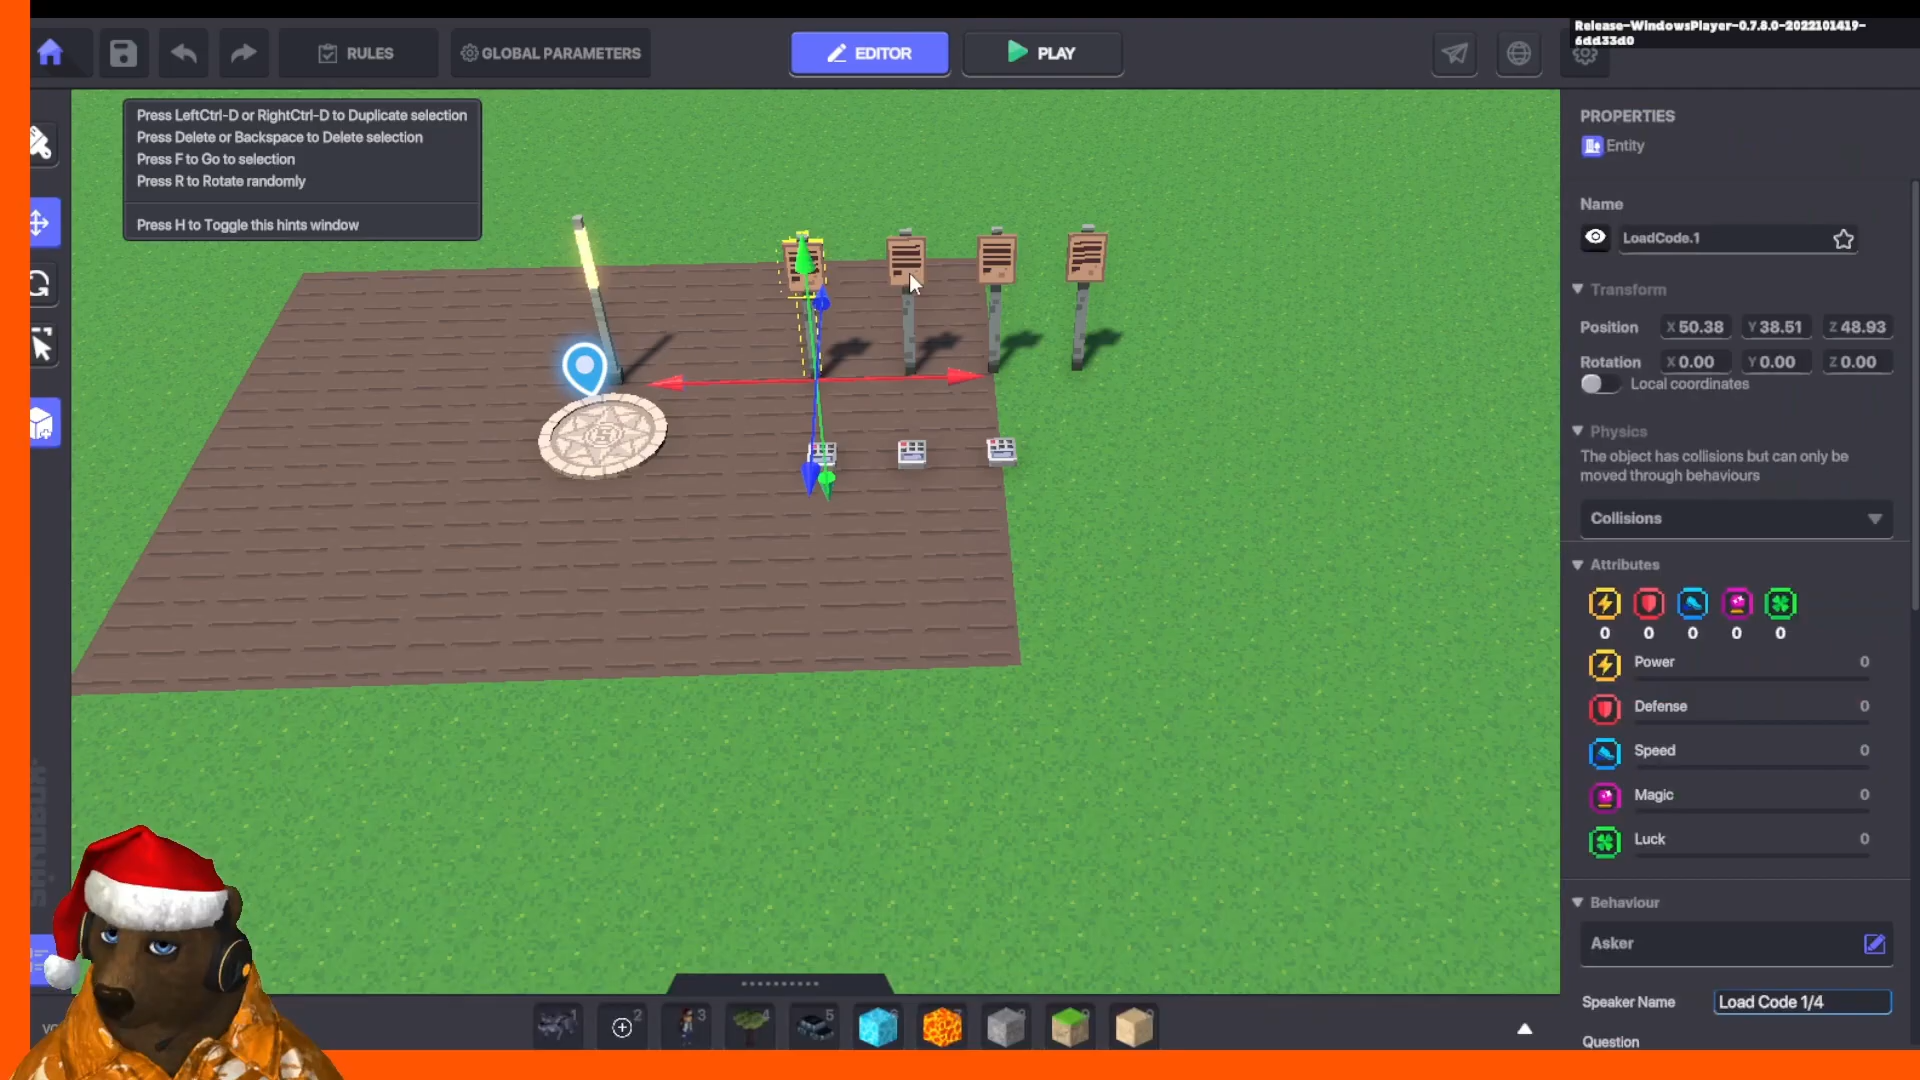 Release-WindowsPlayer-0.7.8.0-2022101419-
6dd33d0
RULES
GLOBAL PARAMETERS
EDITOR
PLAY
Press LeftCtrl-D or RightCtrl-D to Duplicate selection
Press Delete or Backspace to Delete selection
Press F to Go to selection
Press R to Rotate randomly
Press H to Toggle this hints window
PROPERTIES
Entity
Name
LoadCode.1
Transform
Position X 50.38 Y 38.51 Z 48.93
Rotation X 0.00 Y 0.00 Z 0.00
Local coordinates
Physics
The object has collisions but can only be
moved through behaviours
Collisions
Attributes
0 0 0 0 0
Power 0
Defense 0
Speed 0
Magic 0
Luck 0
Behaviour
Asker
Speaker Name Load Code 1/4
Question
1 2 3 4 5